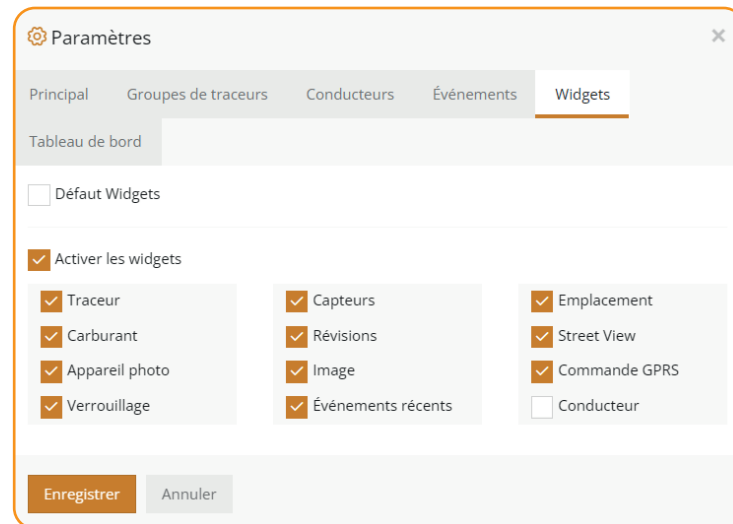 Paramètres
Principal Groupes de traceurs Conducteurs Événements Widgets
Tableau de bord
Défaut Widgets
Activer les widgets
Traceur Capteurs Emplacement
Carburant Révisions Street View
Appareil photo Image Commande GPRS
Verrouillage Événements récents Conducteur
Enregistrer Annuler